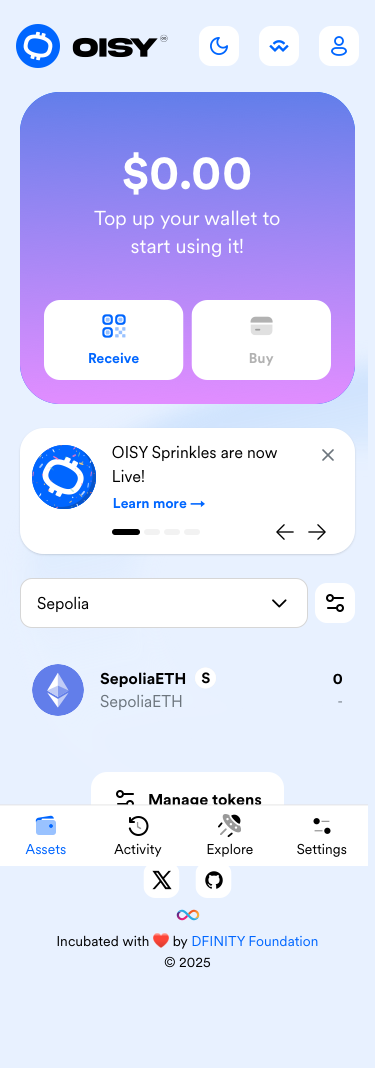 OISY
$0.00
Top up your wallet to
start using it!
Receive
Buy
OISY Sprinkles are now
Live!
Learn more →
Sepolia
SepoliaETH S
0
SepoliaETH
-
Manage tokens
Assets
Activity
Explore
Settings
Incubated with ❤️ by DFINITY Foundation
© 2025